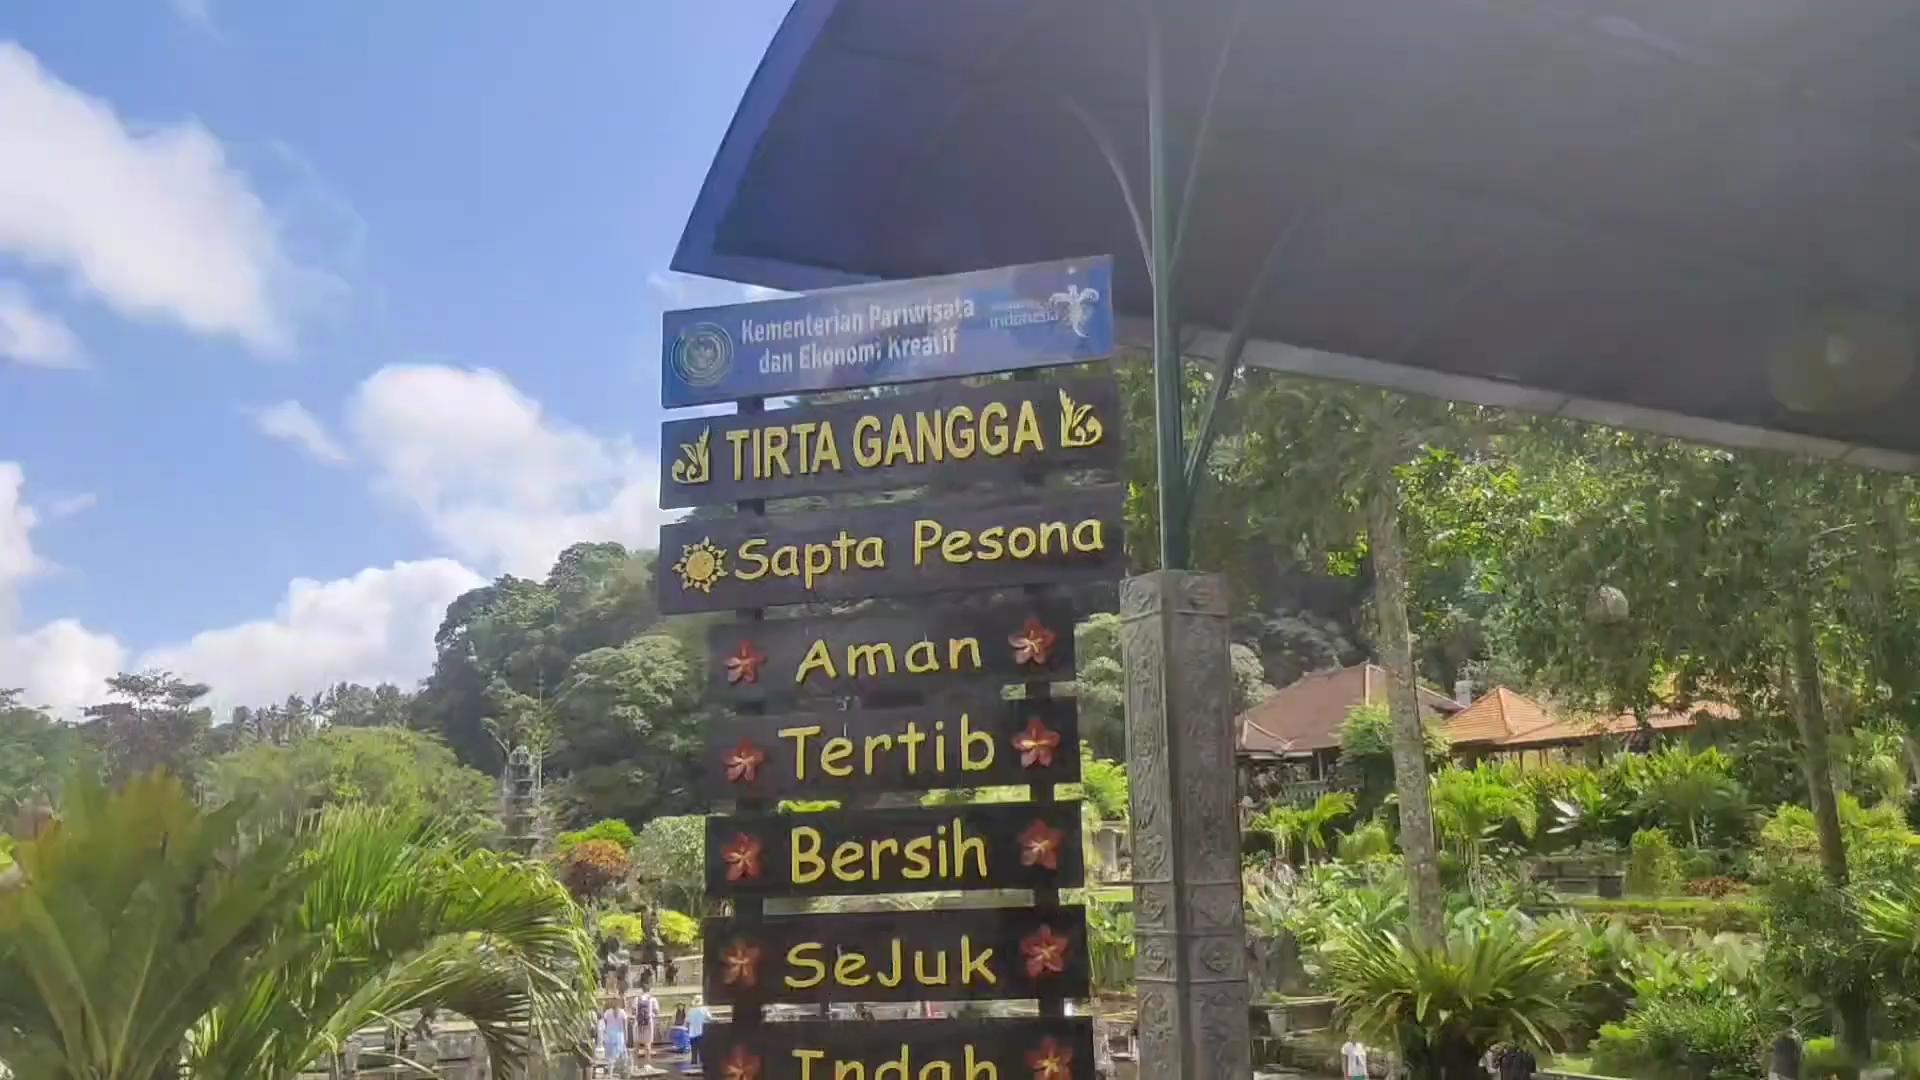 Kementerian Pariwisata
dan Ekonomi Kreatif
indonesia
TIRTA GANGGA
Sapta Pesona
Aman
Tertib
Bersih
SeJuk
Indah